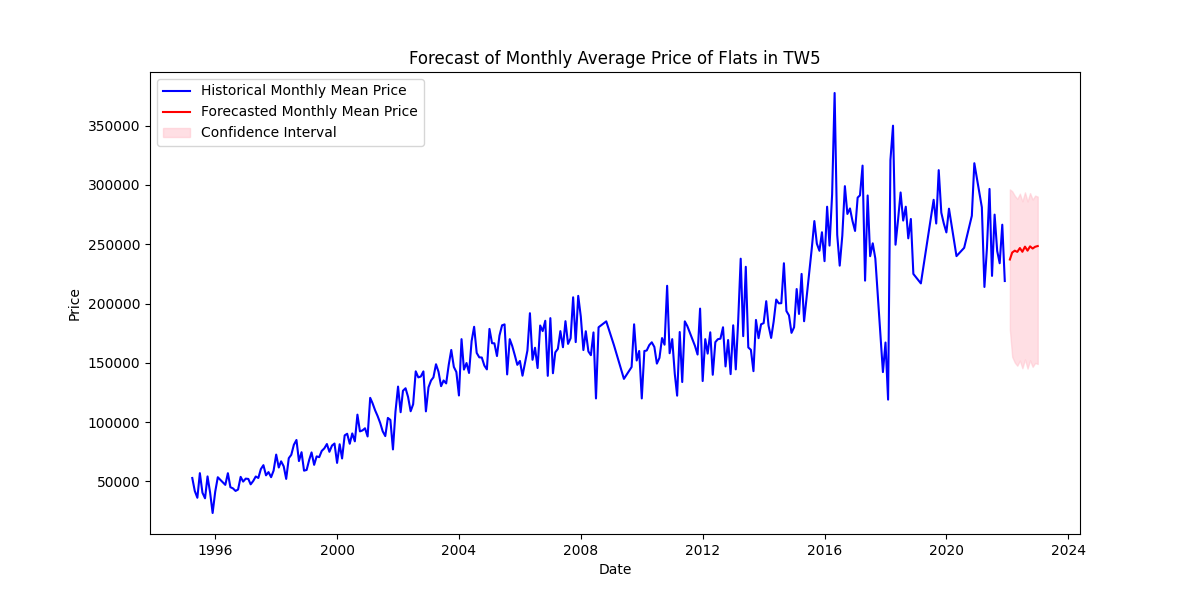 Forecast of Monthly Average Price of Flats in TW5
Historical Monthly Mean Price
Forecasted Monthly Mean Price
Confidence Interval
350000
300000
250000
200000
150000
100000
50000
Price
1996 2000 2004 2008 2012 2016 2020 2024
Date